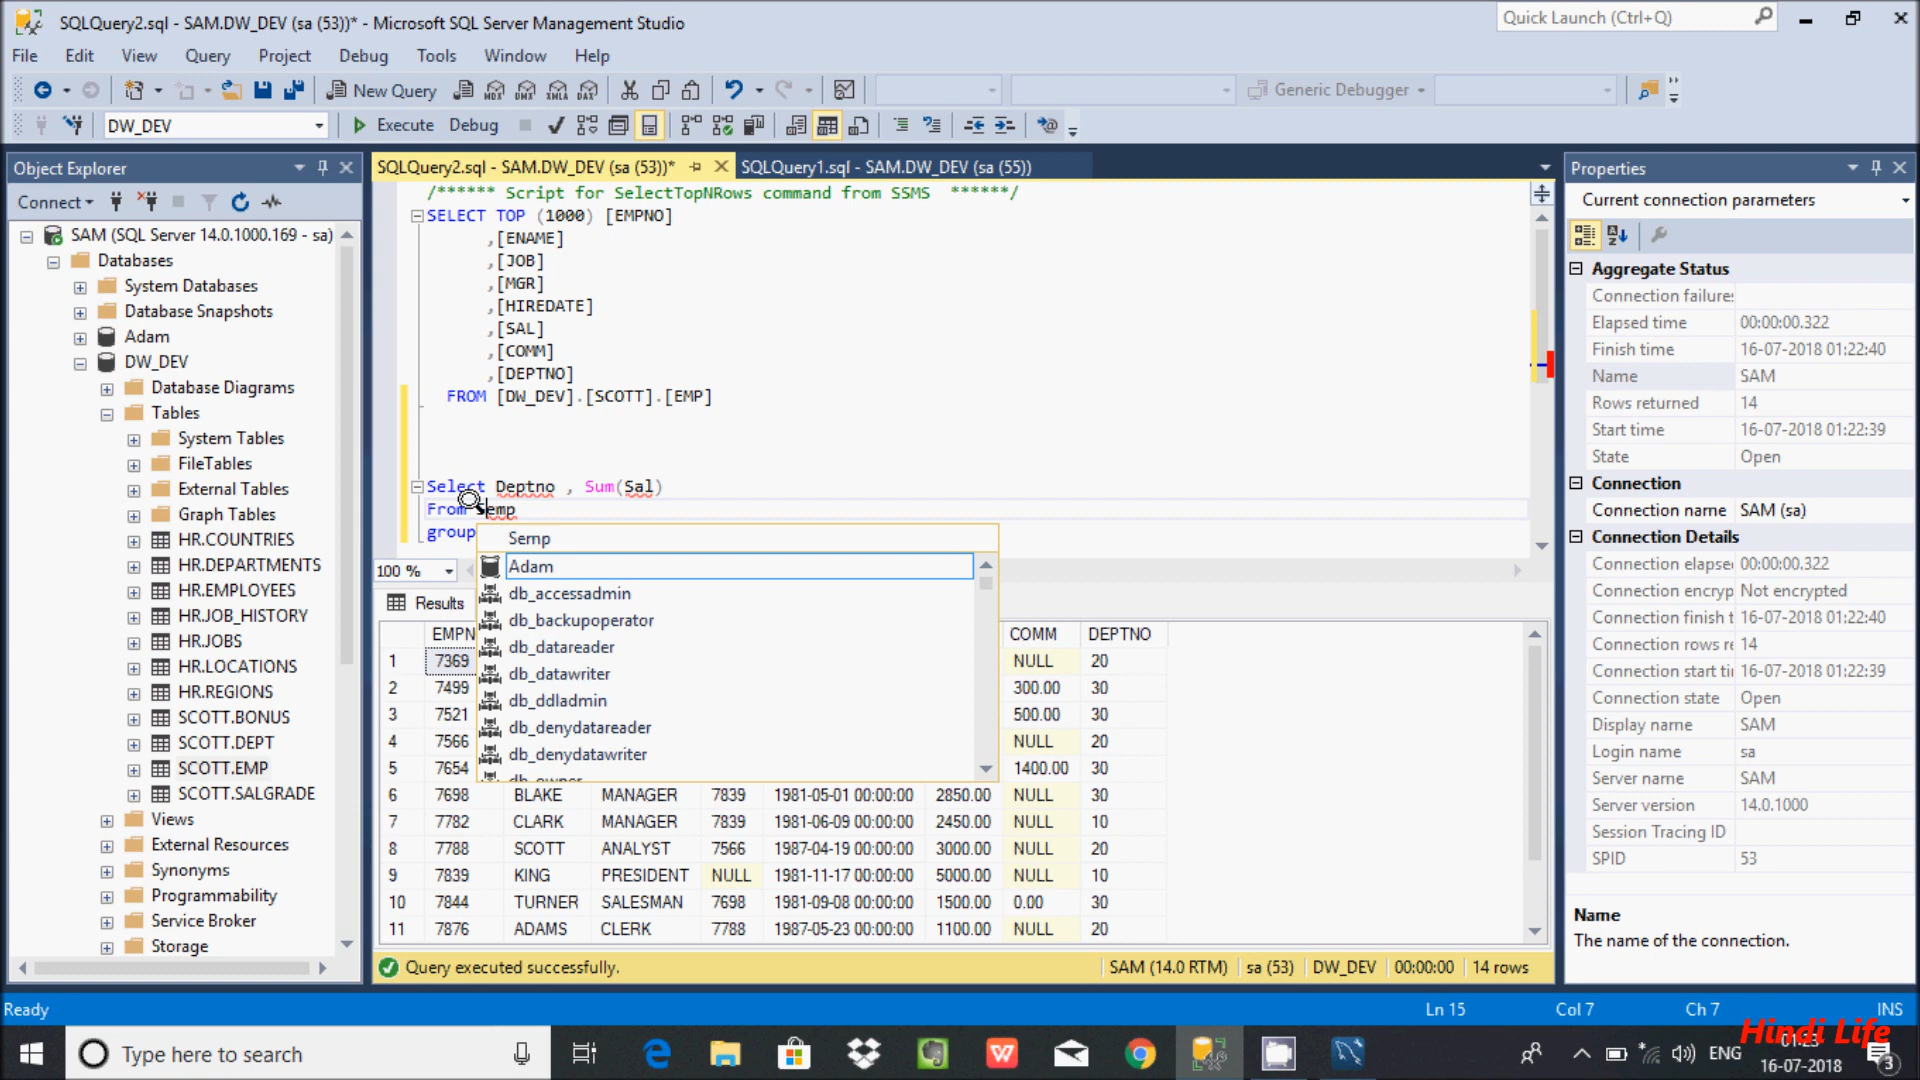 SQLQuery2.sql - SAM.DW_DEV (sa (53))* - Microsoft SQL Server Management Studio
Quick Launch (Ctrl+Q)
File Edit View Query Project Debug Tools Window Help
New Query
Generic Debugger
DW_DEV
Execute Debug
Object Explorer
Connect
SAM (SQL Server 14.0.1000.169 - sa)
Databases
System Databases
Database Snapshots
Adam
DW_DEV
Database Diagrams
Tables
System Tables
FileTables
External Tables
Graph Tables
HR.COUNTRIES
HR.DEPARTMENTS
HR.EMPLOYEES
HR.JOB_HISTORY
HR.JOBS
HR.LOCATIONS
HR.REGIONS
SCOTT.BONUS
SCOTT.DEPT
SCOTT.EMP
SCOTT.SALGRADE
Views
External Resources
Synonyms
Programmability
Service Broker
Storage
SQLQuery2.sql - SAM.DW_DEV (sa (53))* SQLQuery1.sql - SAM.DW_DEV (sa (55))
/****** Script for SelectTopNRows command from SSMS ******/
SELECT TOP (1000) [EMPNO]
,[ENAME]
,[JOB]
,[MGR]
,[HIREDATE]
,[SAL]
,[COMM]
,[DEPTNO]
FROM [DW_DEV].[SCOTT].[EMP]
Select Deptno , Sum(Sal)
From Semp
group
Semp
Adam
db_accessadmin
db_backupoperator
db_datareader
db_datawriter
db_ddladmin
db_denydatareader
db_denydatawriter
100 %
Results
EMPN COMM DEPTNO
1 7369 NULL 20
2 7499 300.00 30
3 7521 500.00 30
4 7566 NULL 20
5 7654 1400.00 30
6 7698 BLAKE MANAGER 7839 1981-05-01 00:00:00 2850.00 NULL 30
7 7782 CLARK MANAGER 7839 1981-06-09 00:00:00 2450.00 NULL 10
8 7788 SCOTT ANALYST 7566 1987-04-19 00:00:00 3000.00 NULL 20
9 7839 KING PRESIDENT NULL 1981-11-17 00:00:00 5000.00 NULL 10
10 7844 TURNER SALESMAN 7698 1981-09-08 00:00:00 1500.00 0.00 30
11 7876 ADAMS CLERK 7788 1987-05-23 00:00:00 1100.00 NULL 20
Query executed successfully.
SAM (14.0 RTM) sa (53) DW_DEV 00:00:00 14 rows
Properties
Current connection parameters
Aggregate Status
Connection failure:
Elapsed time 00:00:00.322
Finish time 16-07-2018 01:22:40
Name SAM
Rows returned 14
Start time 16-07-2018 01:22:39
State Open
Connection
Connection name SAM (sa)
Connection Details
Connection elapse 00:00:00.322
Connection encryp Not encrypted
Connection finish t 16-07-2018 01:22:40
Connection rows re 14
Connection start ti 16-07-2018 01:22:39
Connection state Open
Display name SAM
Login name sa
Server name SAM
Server version 14.0.1000
Session Tracing ID
SPID 53
Name
The name of the connection.
Ready
Ln 15 Col 7 Ch 7 INS
Hindi Life
Type here to search
ENG
01:23
16-07-2018
3